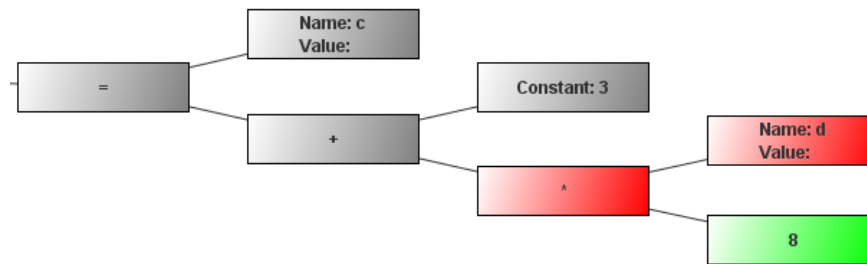 Name: c
Value:
=
Constant: 3
+
Name: d
Value:
*
8